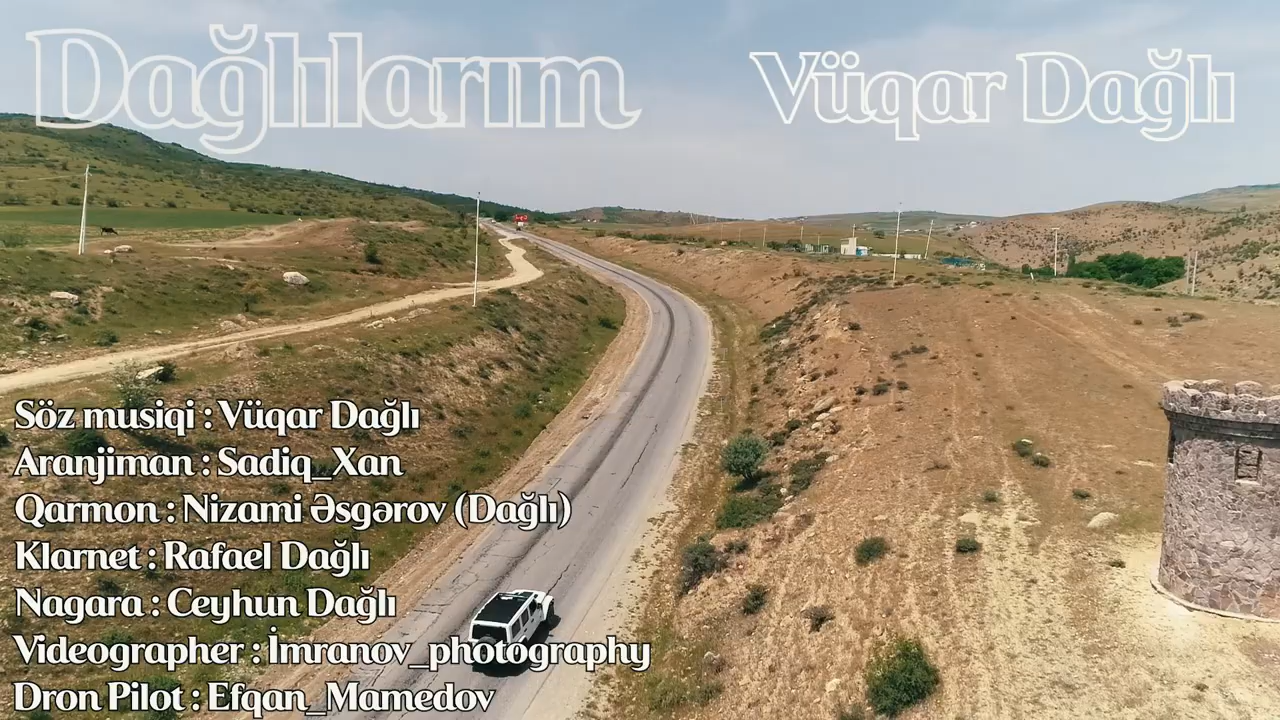 Dağlılarım
Vüqar Dağlı
Söz musiqi : Vüqar Dağlı
Aranjiman : Sadiq_Xan
Qarmon : Nizami Əsgərov (Dağlı)
Klarnet : Rafael Dağlı
Nagara : Ceyhun Dağlı
Videographer : İmranov_photography
Dron Pilot : Efqan_Mamedov